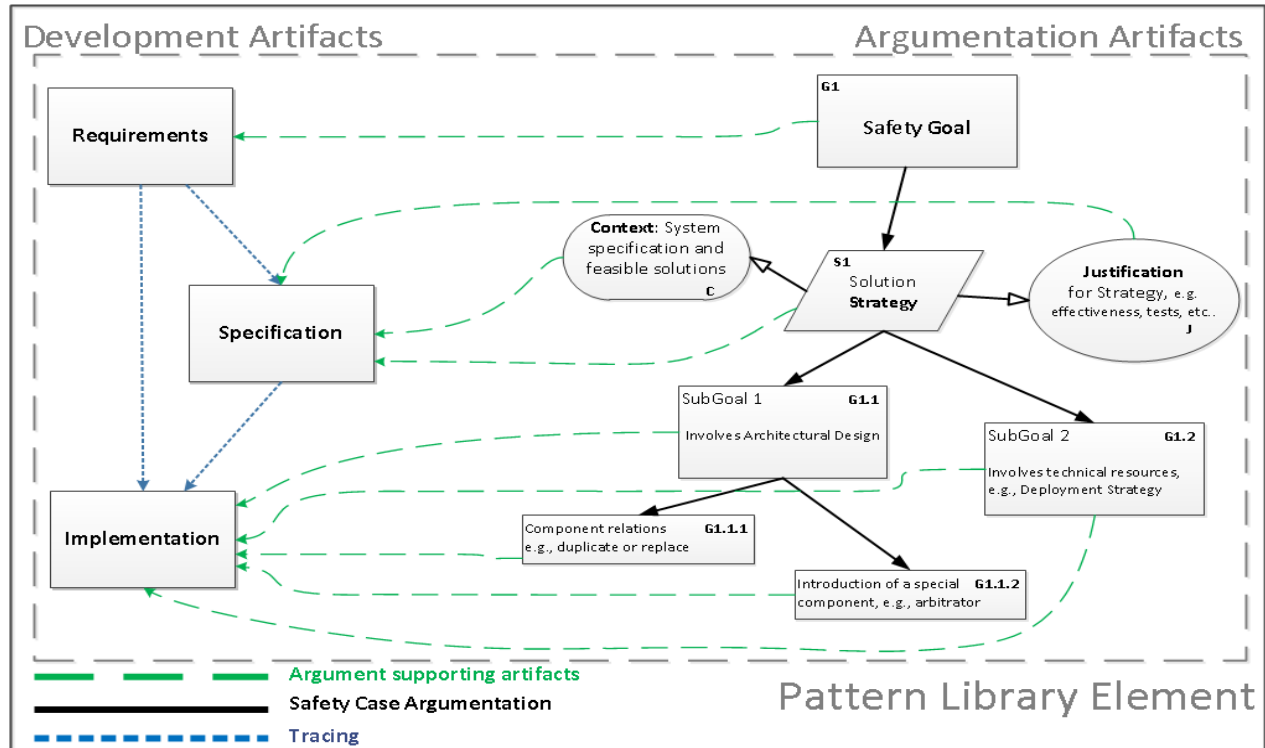 Development Artifacts
Argumentation Artifacts
Requirements
G1
Safety Goal
Context: System
specification and
feasible solutions
C
S1
Solution
Strategy
Justification
for Strategy, e.g.
effectiveness, tests, etc..
J
Specification
SubGoal 1 G1.1
Involves Architectural Design
SubGoal 2 G1.2
Involves technical resources,
e.g., Deployment Strategy
Implementation
Component relations G1.1.1
e.g., duplicate or replace
Introduction of a special G1.1.2
component, e.g., arbitrator
Argument supporting artifacts
Safety Case Argumentation
Tracing
Pattern Library Element